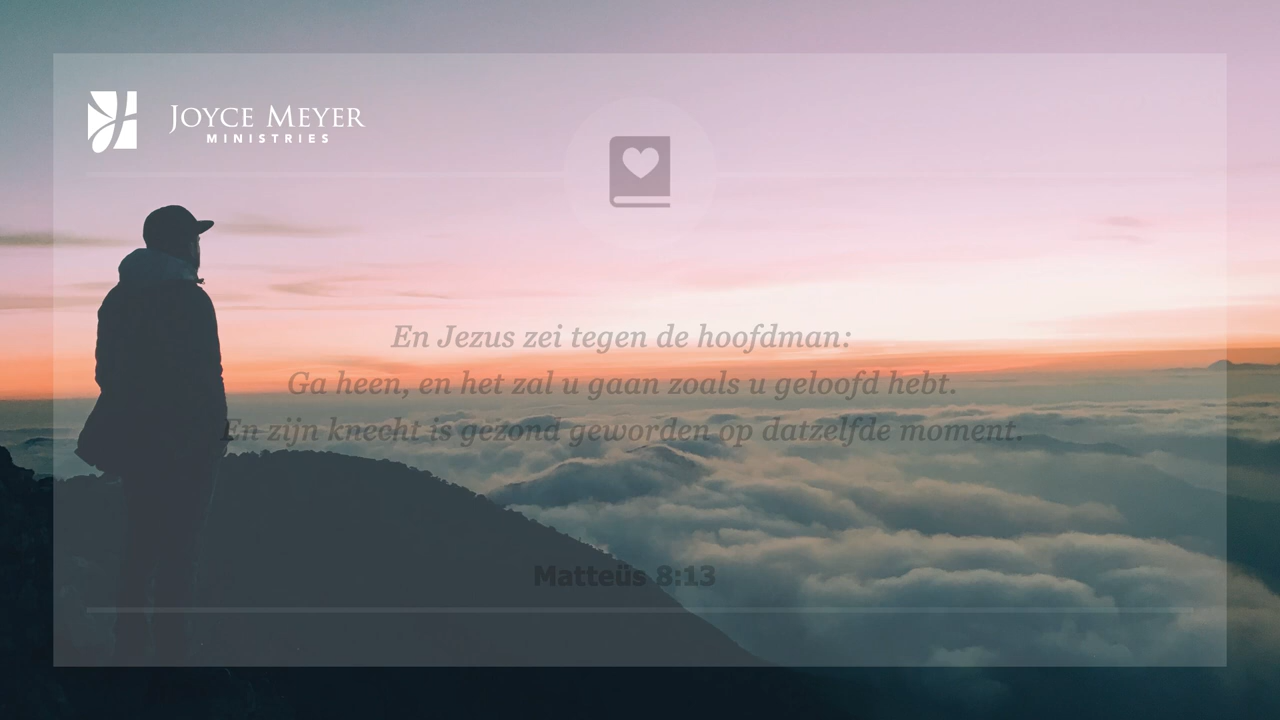 JOYCE MEYER
MINISTRIES
En Jezus zei tegen de hoofdman:
Ga heen, en het zal u gaan zoals u geloofd hebt.
En zijn knecht is gezond geworden op datzelfde moment.
Matteüs 8:13